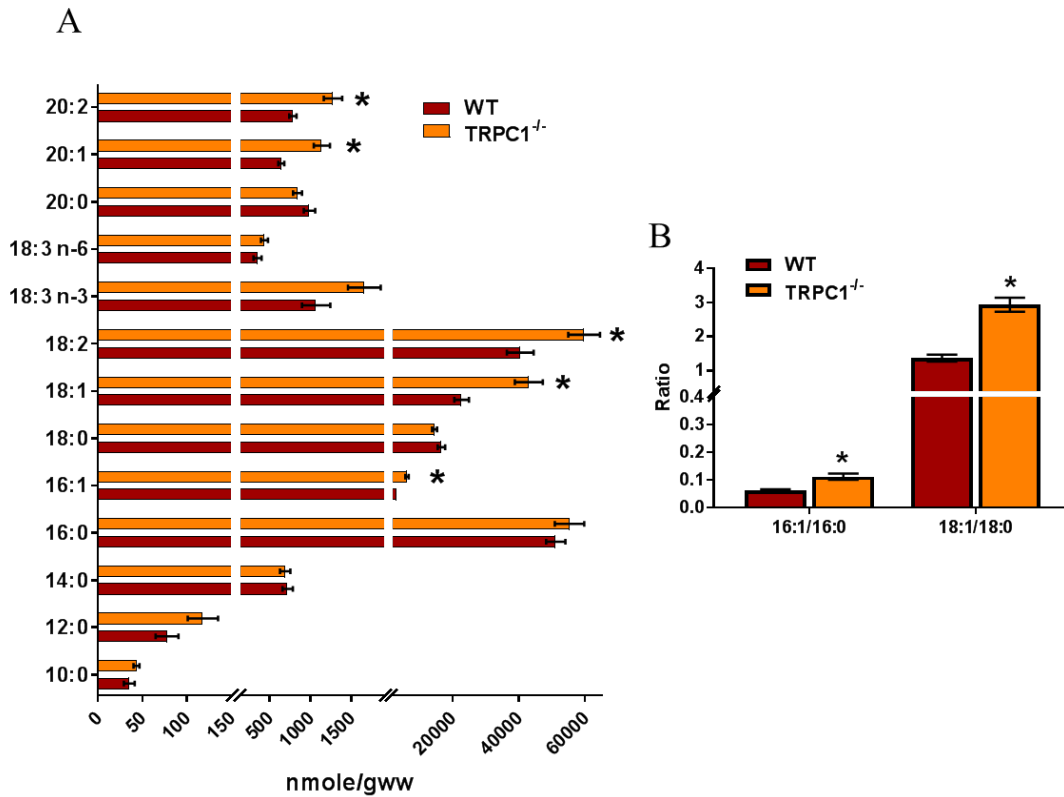 A
20:2
20:1
20:0
18:3 n-6
18:3 n-3
18:2
18:1
18:0
16:1
16:0
14:0
12:0
10:0
*
*
*
*
*
WT
TRPC1-/-
0 50 100 150 500 1000 1500 20000 40000 60000
nmole/gww
B
WT
TRPC1-/-
Ratio
4
3
2
1
0.4
0.3
0.2
0.1
0.0
*
*
16:1/16:0 18:1/18:0